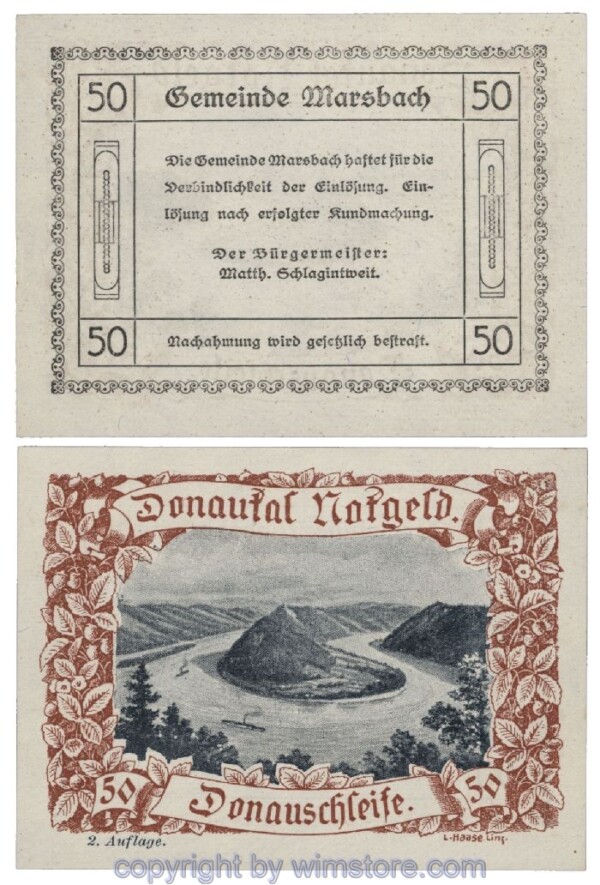 50 Gemeinde Marsbach 50
Die Gemeinde Marsbach haftet für die
Verbindlichkeit der Einlösung. Ein-
lösung nach erfolgter Kundmachung.
Der Bürgermeister:
Matth. Schlagintweit.
50 Nachahmung wird gesetzlich bestraft. 50
Donautal Notgeld.
50 Donauschleife. 50
2. Auflage.
L. Haase Linz.
copyright by wimstore.com